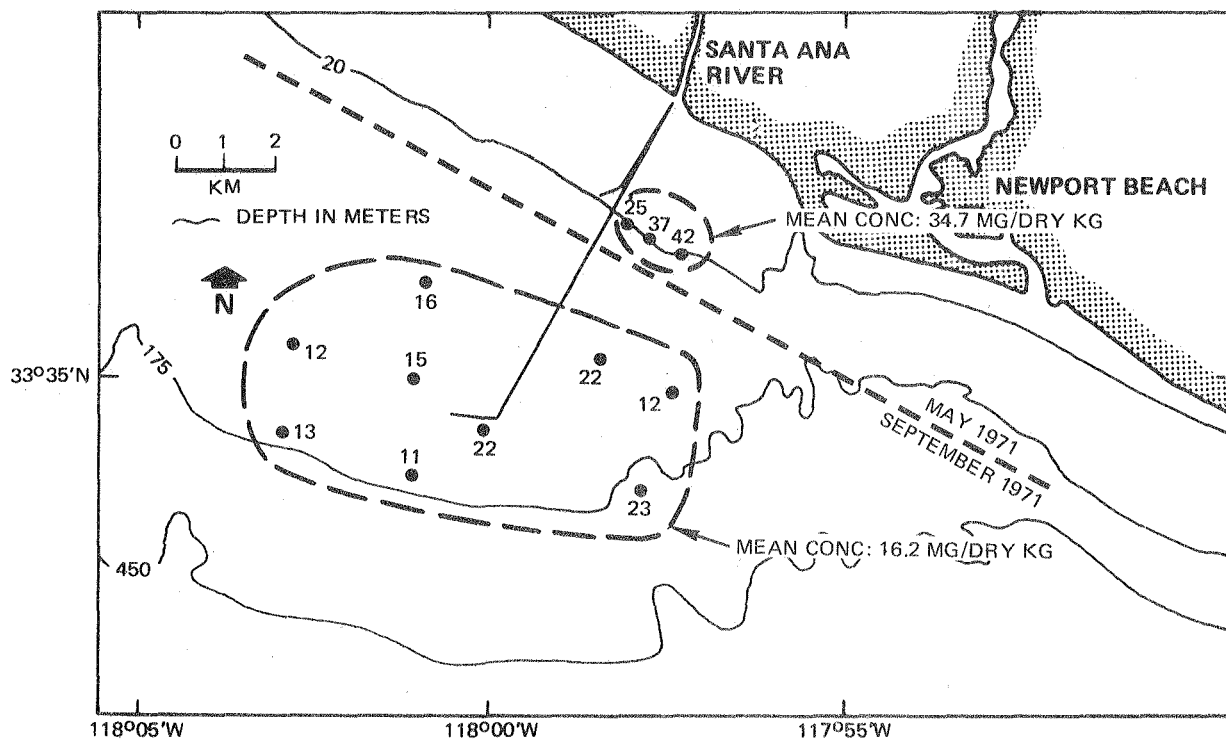 SANTA ANA
RIVER
20
0 1 2
KM
DEPTH IN METERS
NEWPORT BEACH
25
37
42
MEAN CONC: 34.7 MG/DRY KG
N
16
12
15
175
22
33°35'N
12
13
22
11
23
MAY 1971
SEPTEMBER 1971
MEAN CONC: 16.2 MG/DRY KG
450
118°05'W
118°00'W
117°55'W